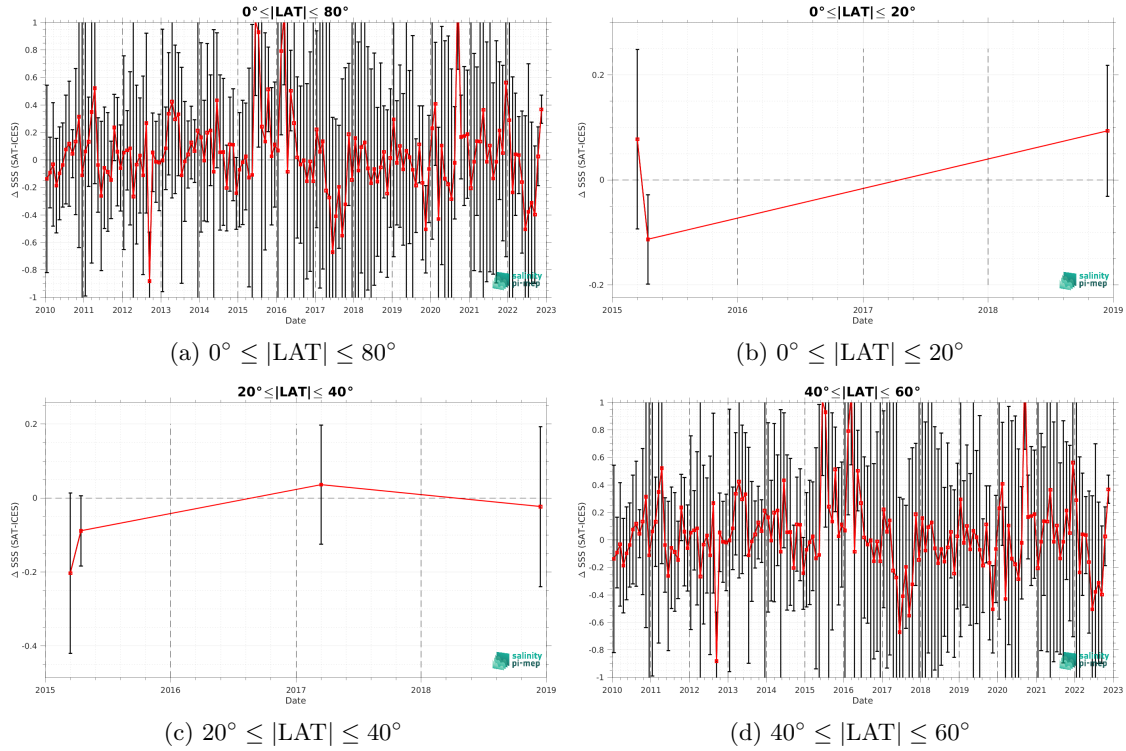 0°≤|LAT|≤ 80°
Δ SSS (SAT-ICES)
1
0.8
0.6
0.4
0.2
0
-0.2
-0.4
-0.6
-0.8
-1
2010 2011 2012 2013 2014 2015 2016 2017 2018 2019 2020 2021 2022 2023
Date
salinity
pi-mep
(a) 0° ≤ |LAT| ≤ 80°
0°≤|LAT|≤ 20°
Δ SSS (SAT-ICES)
0.2
0.1
0
-0.1
-0.2
2015 2016 2017 2018 2019
Date
salinity
pi-mep
(b) 0° ≤ |LAT| ≤ 20°
20°≤|LAT|≤ 40°
Δ SSS (SAT-ICES)
0.2
0
-0.2
-0.4
2015 2016 2017 2018 2019
Date
salinity
pi-mep
(c) 20° ≤ |LAT| ≤ 40°
40°≤|LAT|≤ 60°
Δ SSS (SAT-ICES)
1
0.8
0.6
0.4
0.2
0
-0.2
-0.4
-0.6
-0.8
-1
2010 2011 2012 2013 2014 2015 2016 2017 2018 2019 2020 2021 2022 2023
Date
salinity
pi-mep
(d) 40° ≤ |LAT| ≤ 60°